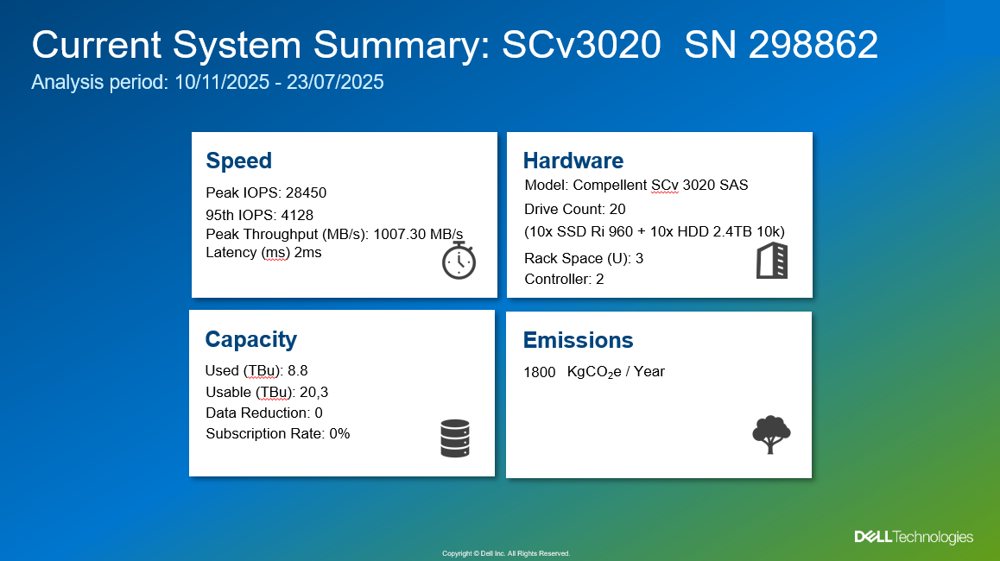 Current System Summary: SCv3020  SN 298862
Analysis period: 10/11/2025 - 23/07/2025
Speed
Peak IOPS: 28450
95th IOPS: 4128
Peak Throughput (MB/s): 1007.30 MB/s
Latency (ms) 2ms
Hardware
Model: Compellent SCv 3020 SAS
Drive Count: 20
(10x SSD Ri 960 + 10x HDD 2.4TB 10k)
Rack Space (U): 3
Controller: 2
Capacity
Used (TBu): 8.8
Usable (TBu): 20,3
Data Reduction: 0
Subscription Rate: 0%
Emissions
1800   KgCO₂e / Year
DELLTechnologies
Copyright © Dell Inc. All Rights Reserved.